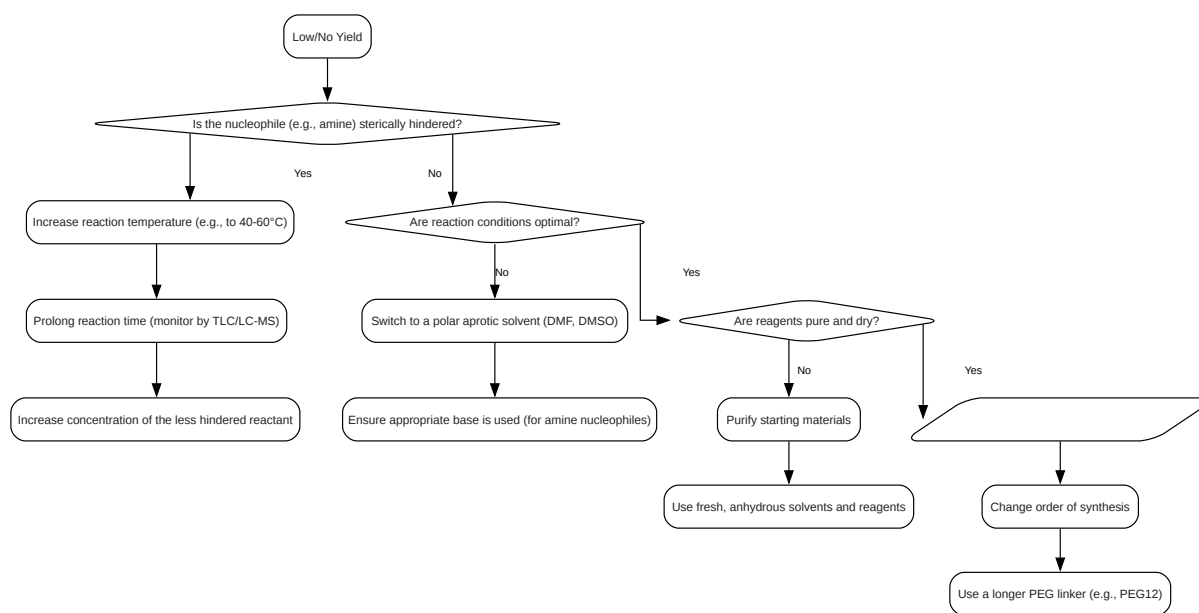 Low/No Yield
Is the nucleophile (e.g., amine) sterically hindered?
Yes
No
Increase reaction temperature (e.g., to 40-60°C)
Are reaction conditions optimal?
No
Yes
Prolong reaction time (monitor by TLC/LC-MS)
Switch to a polar aprotic solvent (DMF, DMSO)
Are reagents pure and dry?
No
Yes
Increase concentration of the less hindered reactant
Ensure appropriate base is used (for amine nucleophiles)
Purify starting materials
Use fresh, anhydrous solvents and reagents
Change order of synthesis
Use a longer PEG linker (e.g., PEG12)